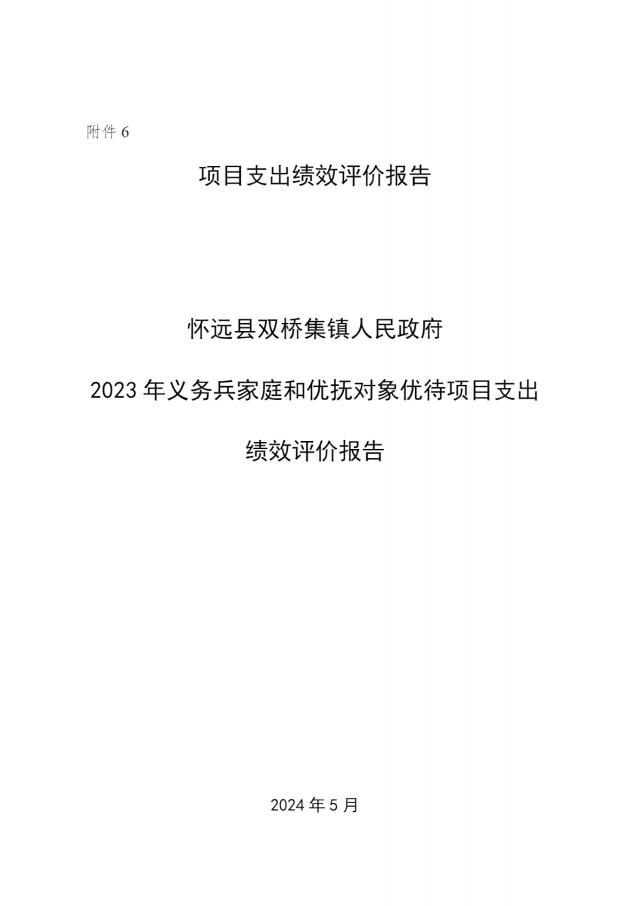 附件 6
项目支出绩效评价报告
怀远县双桥集镇人民政府
2023 年义务兵家庭和优抚对象优待项目支出
绩效评价报告
2024 年 5 月